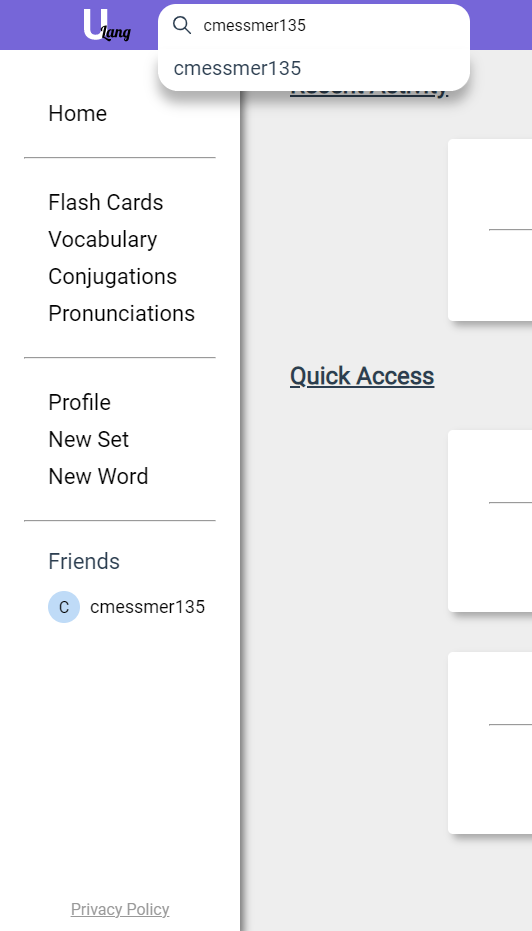 ULang
cmessmer135
cmessmer135
Recent Activity
Home
Flash Cards
Vocabulary
Conjugations
Pronunciations
Quick Access
Profile
New Set
New Word
Friends
C cmessmer135
Privacy Policy